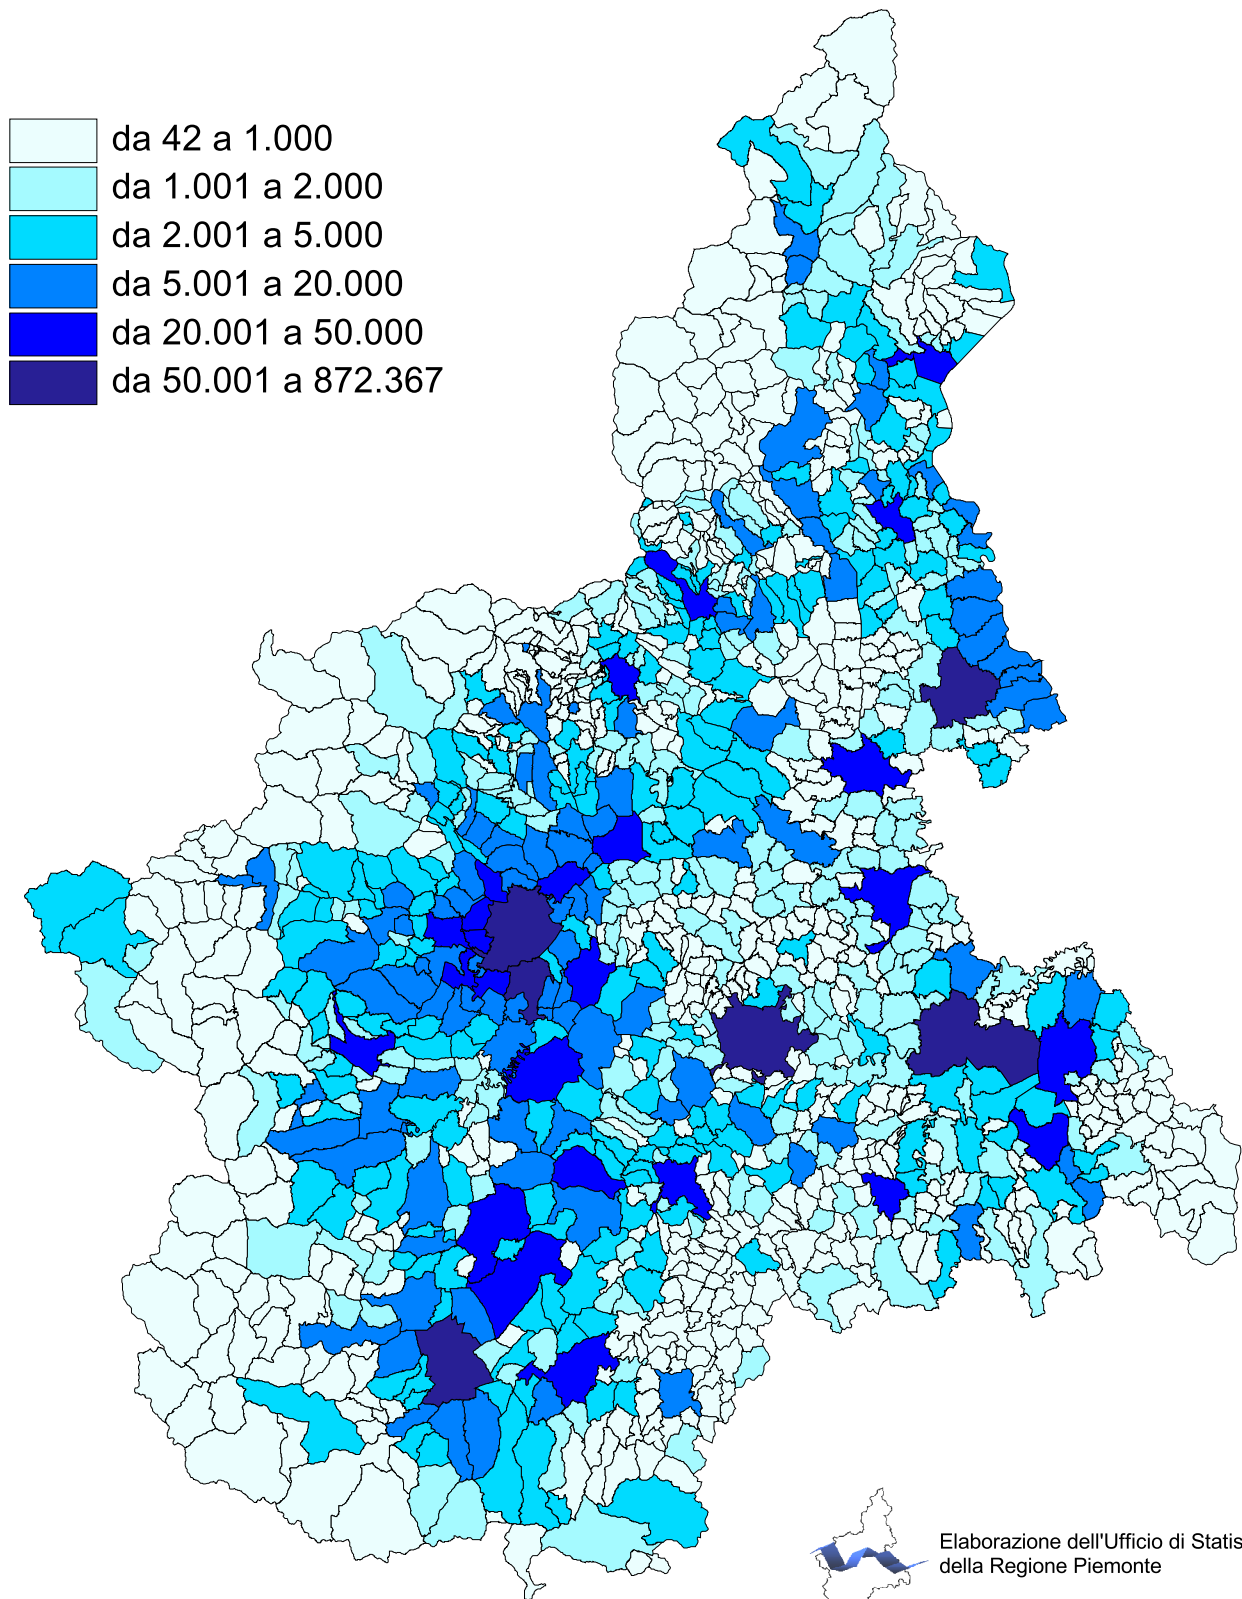 da 42 a 1.000
da 1.001 a 2.000
da 2.001 a 5.000
da 5.001 a 20.000
da 20.001 a 50.000
da 50.001 a 872.367
Elaborazione dell'Ufficio di Statis
della Regione Piemonte